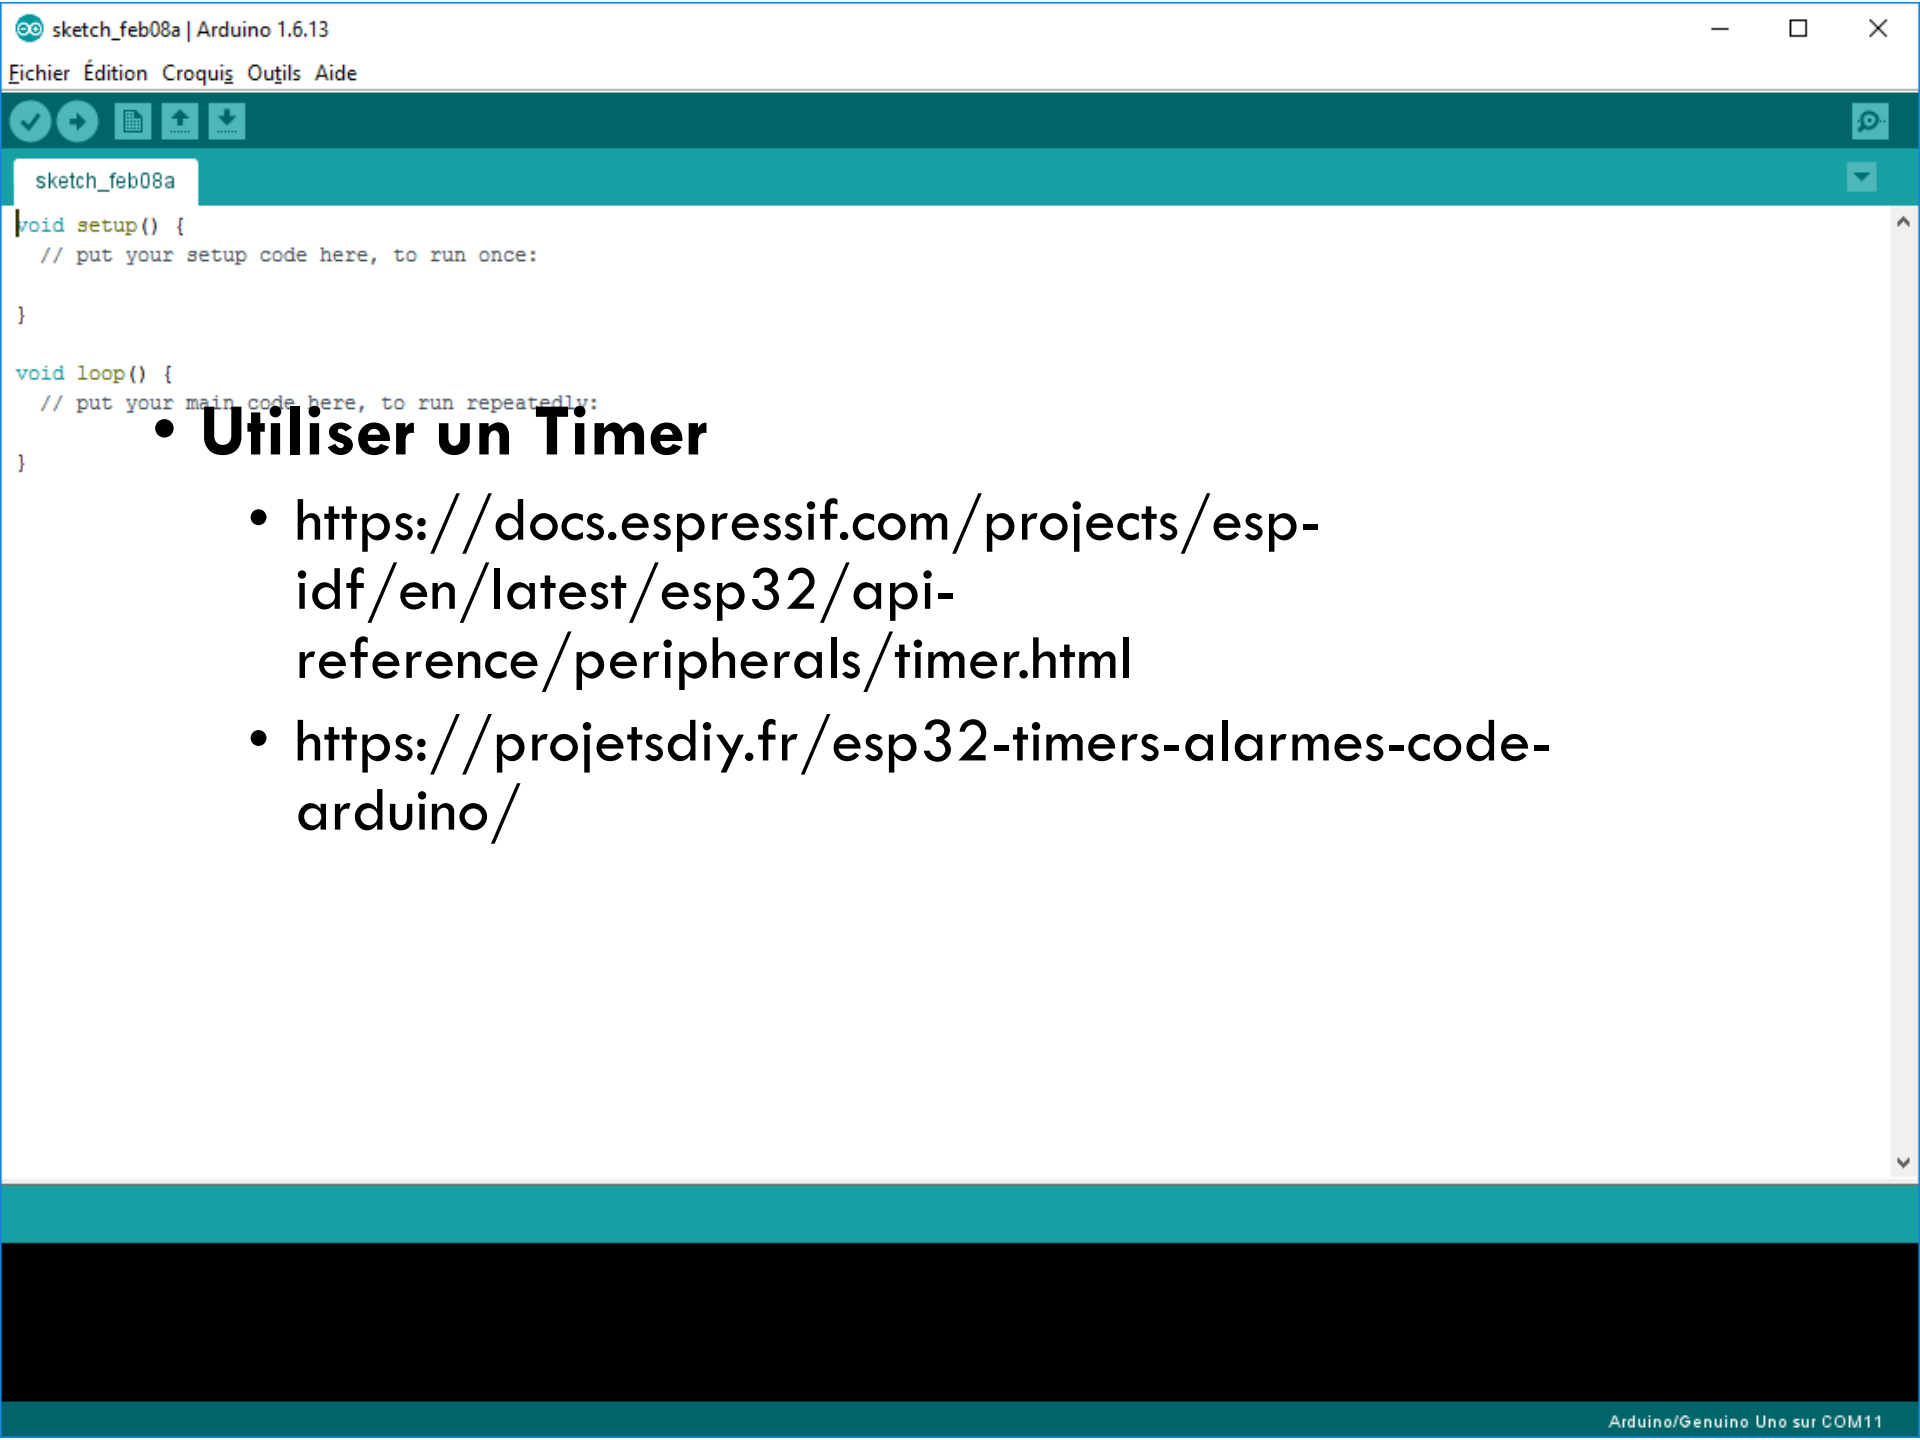 sketch_feb08a | Arduino 1.6.13
Fichier Édition Croquis Outils Aide
sketch_feb08a
void setup() {
  // put your setup code here, to run once:
}
void loop() {
  // put your main code here, to run repeatedly:
• Utiliser un Timer
}
• https://docs.espressif.com/projects/esp-
idf/en/latest/esp32/api-
reference/peripherals/timer.html
• https://projetsdiy.fr/esp32-timers-alarmes-code-
arduino/
Arduino/Genuino Uno sur COM11